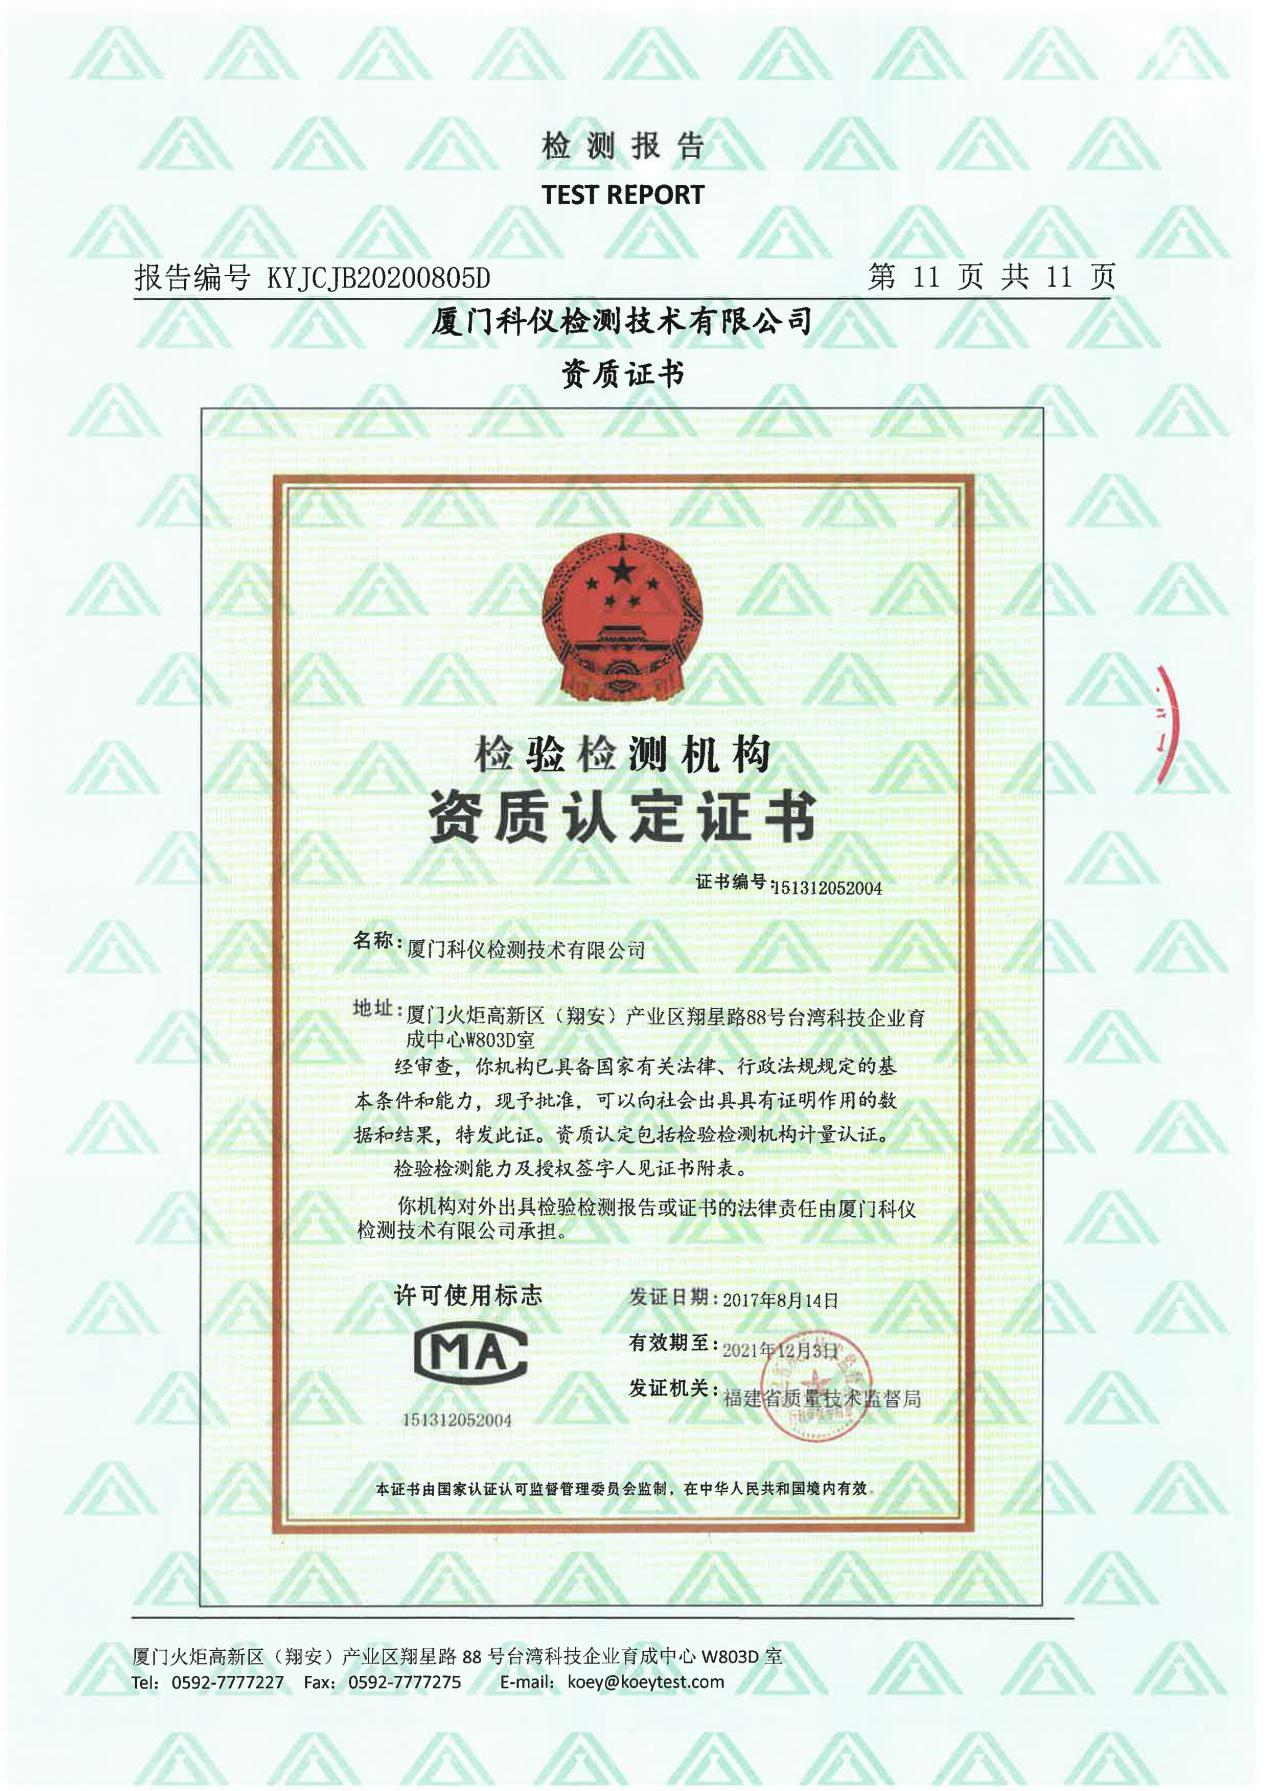 检测报告
TEST REPORT
报告编号 KYJCJB20200805D 第 11 页 共 11 页
厦门科仪检测技术有限公司
资质证书
检验检测机构
资质认定证书
证书编号:151312052004
名称:厦门科仪检测技术有限公司
地址:厦门火炬高新区（翔安）产业区翔星路88号台湾科技企业育
成中心W803D室
经审查，你机构已具备国家有关法律、行政法规规定的基
本条件和能力，现予批准，可以向社会出具具有证明作用的数
据和结果，特发此证。资质认定包括检验检测机构计量认证。
检验检测能力及授权签字人见证书附表。
你机构对外出具检验检测报告或证书的法律责任由厦门科仪
检测技术有限公司承担。
许可使用标志
MA
151312052004
发证日期:2017年8月14日
有效期至:2021年12月3日
发证机关:福建省质量技术监督局
本证书由国家认证认可监督管理委员会监制，在中华人民共和国境内有效。
厦门火炬高新区（翔安）产业区翔星路 88 号台湾科技企业育成中心 W803D 室
Tel：0592-7777227 Fax：0592-7777275 E-mail：koey@koeytest.com